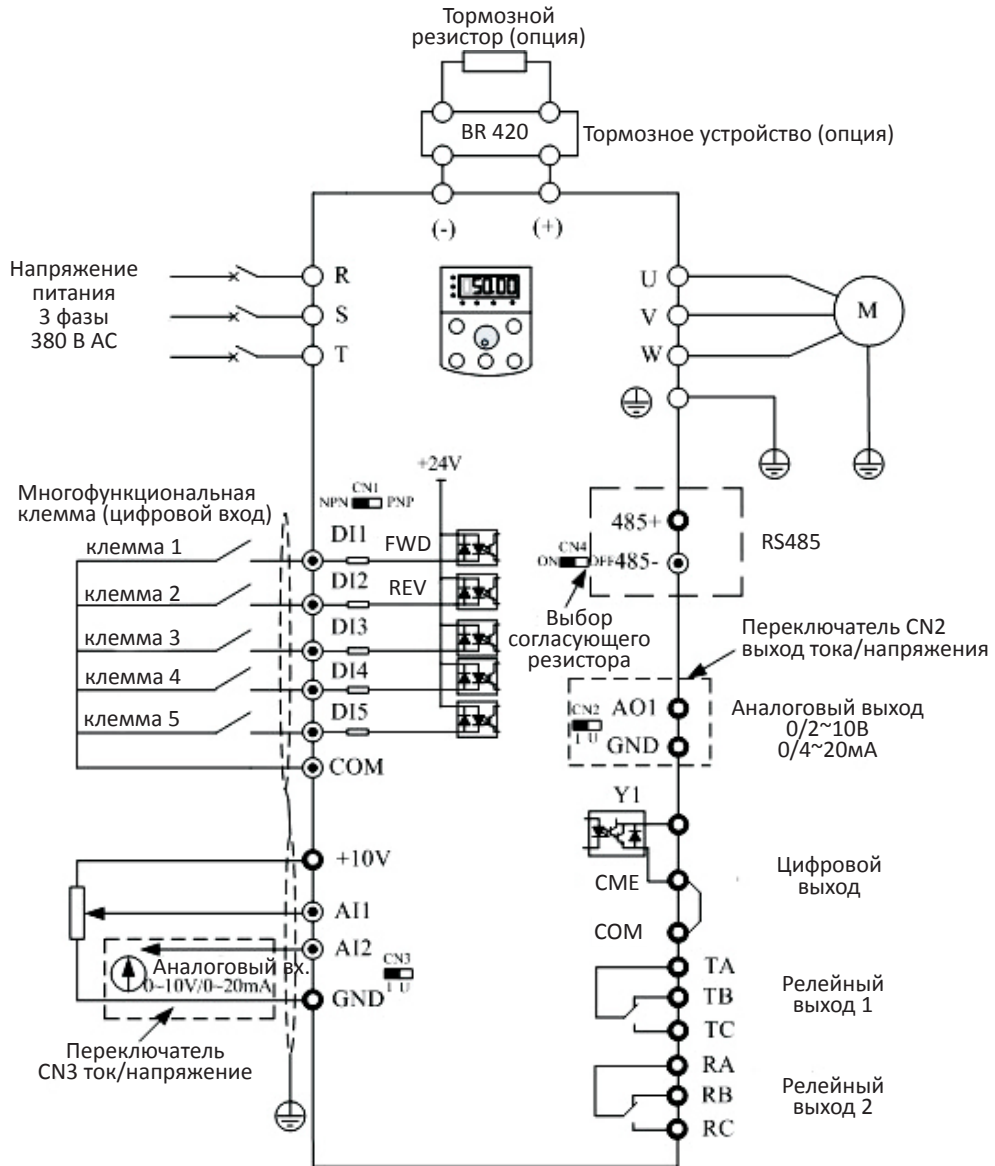 Тормозной
резистор (опция)
BR 420
Тормозное устройство (опция)
(-)
(+)
Напряжение
питания
3 фазы
380 В АС
R
S
T
50.00
U
V
W
M
+24V
CN1
NPN
PNP
Многофункциональная
клемма (цифровой вход)
клемма 1
клемма 2
клемма 3
клемма 4
клемма 5
DI1
FWD
DI2
REV
DI3
DI4
DI5
COM
485+
CN4
ON
OFF
485-
RS485
Выбор
согласующего
резистора
Переключатель CN2
выход тока/напряжения
CN2
I U
AO1
GND
Аналоговый выход
0/2~10В
0/4~20мА
Y1
CME
COM
Цифровой
выход
+10V
AI1
AI2
CN3
I U
GND
Аналоговый вх.
0~10V/0~20mA
Переключатель
CN3 ток/напряжение
TA
TB
TC
Релейный
выход 1
RA
RB
RC
Релейный
выход 2